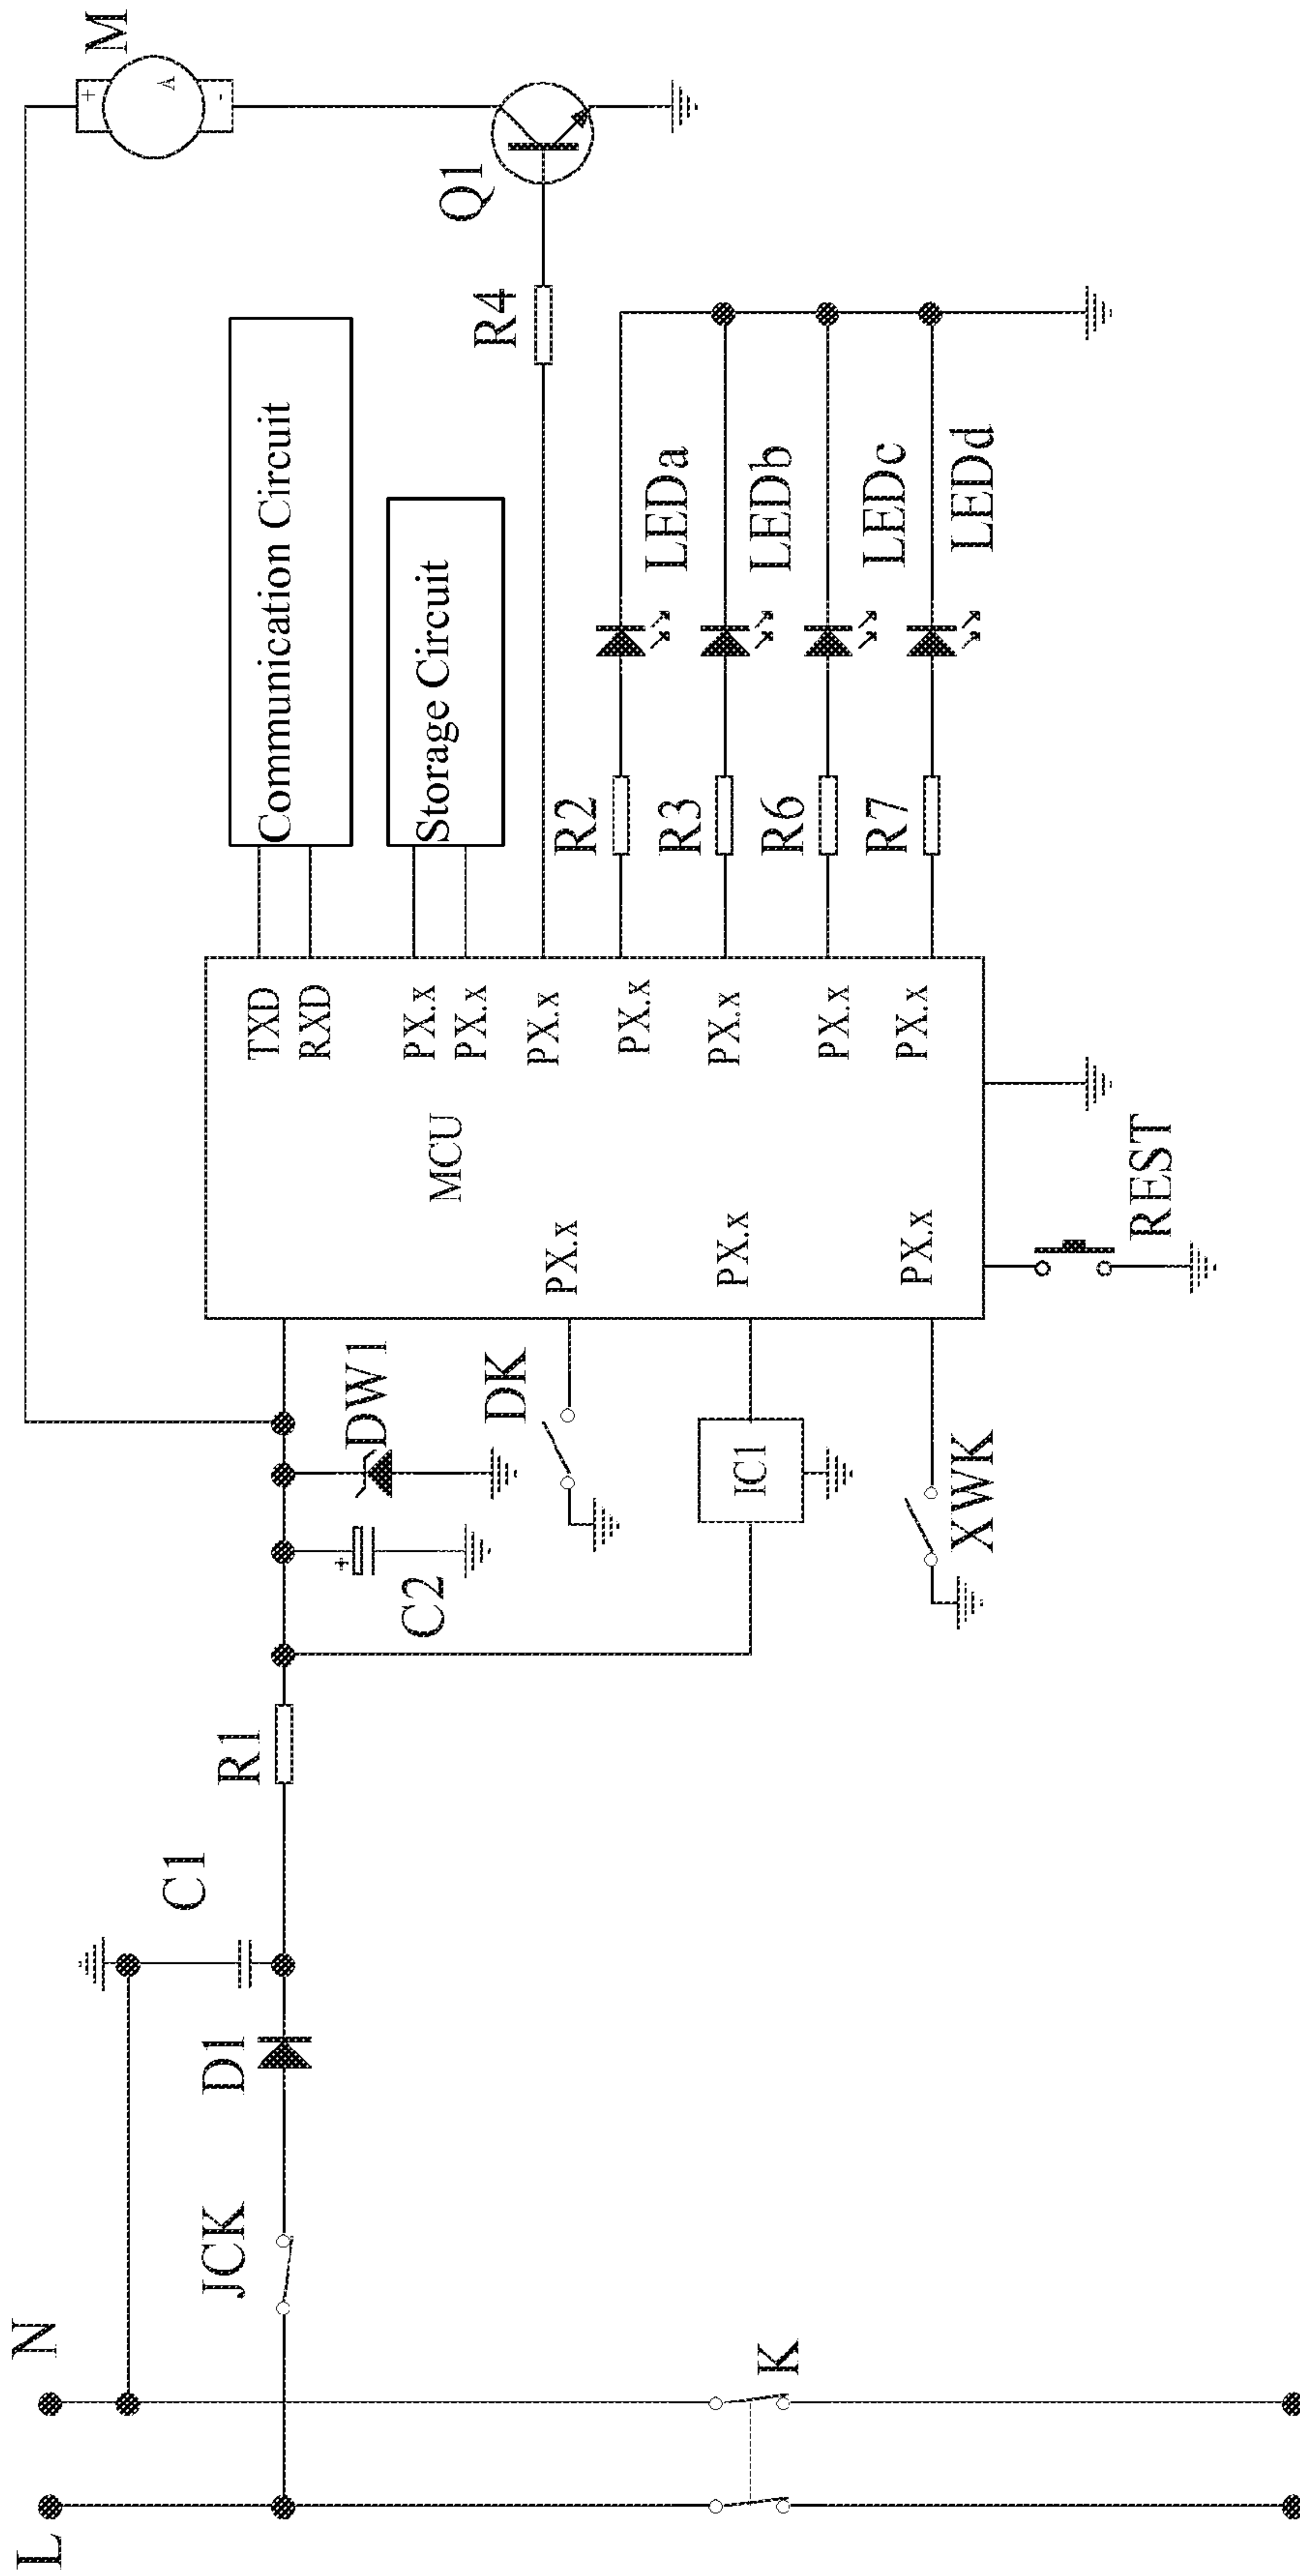 L
N
JCK
D1
C1
R1
C2
DW1
DK
IC1
XWK
K
MCU
TXD
RXD
PX.x
PX.x
PX.x
PX.x
PX.x
PX.x
PX.x
PX.x
PX.x
PX.x
REST
Communication Circuit
Storage Circuit
R4
Q1
M
+
A
-
+
R2
LEDa
R3
LEDb
R6
LEDc
R7
LEDd